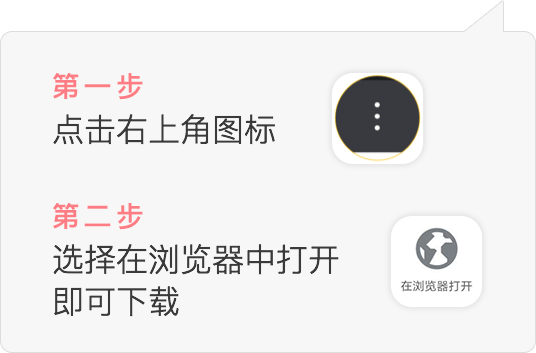 第一步
点击右上角图标
第二步
选择在浏览器中打开
即可下载
在浏览器打开